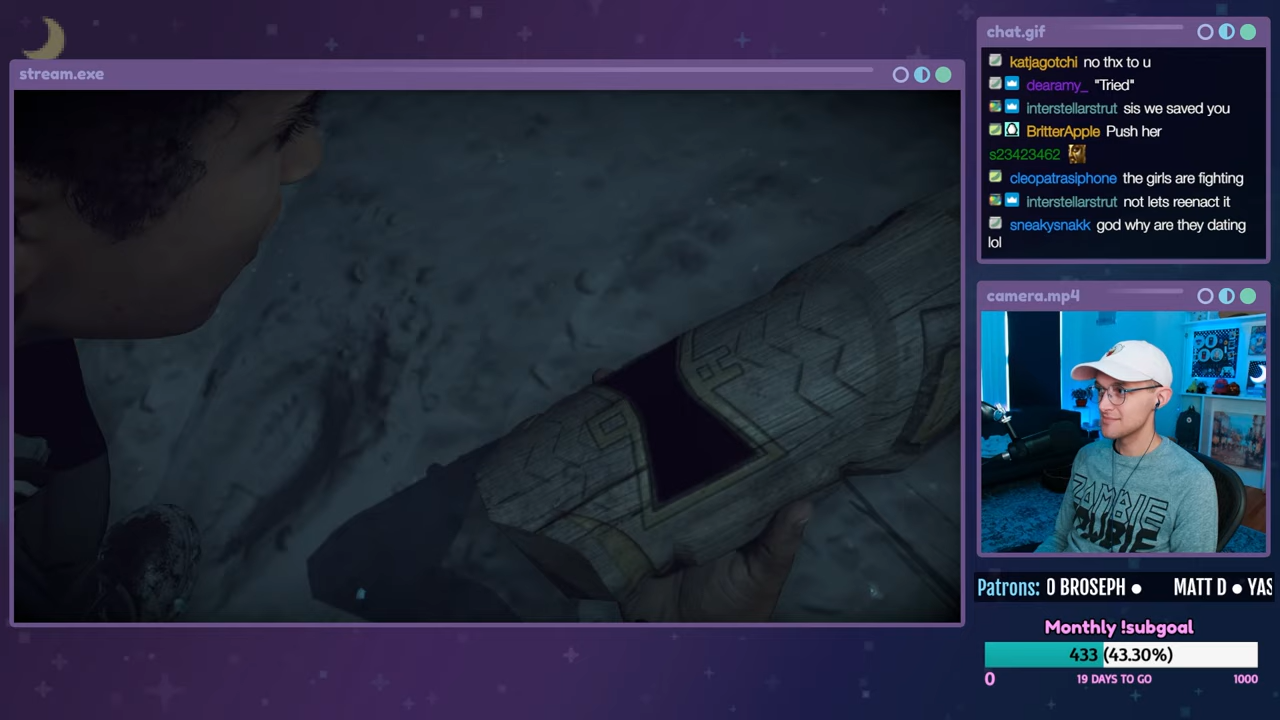 stream.exe
chat.gif
katjagotchi no thx to u
dearamy_ "Tried"
interstellarstrut sis we saved you
BritterApple Push her
s23423462
cleopatrasiphone the girls are fighting
interstellarstrut not lets reenact it
sneakysnakk god why are they dating
lol
camera.mp4
ZAMBIE
Patrons: O BROSEPH ● MATT D ● YAS
Monthly !subgoal
433 (43.30%)
0 19 DAYS TO GO 1000